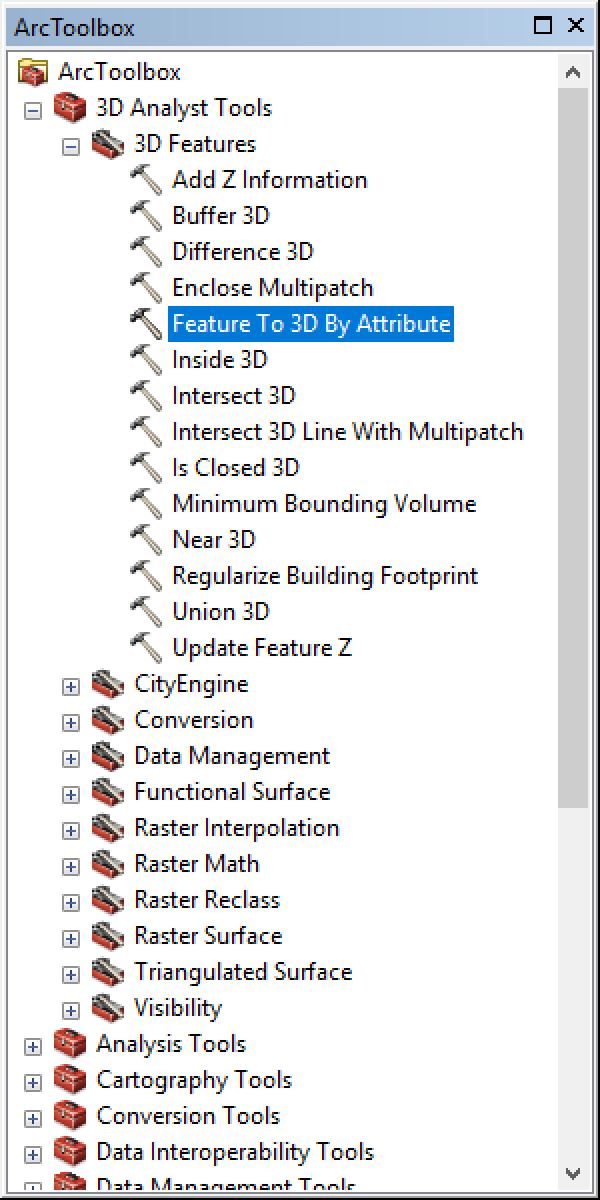 ArcToolbox
ArcToolbox
3D Analyst Tools
3D Features
Add Z Information
Buffer 3D
Difference 3D
Enclose Multipatch
Feature To 3D By Attribute
Inside 3D
Intersect 3D
Intersect 3D Line With Multipatch
Is Closed 3D
Minimum Bounding Volume
Near 3D
Regularize Building Footprint
Union 3D
Update Feature Z
CityEngine
Conversion
Data Management
Functional Surface
Raster Interpolation
Raster Math
Raster Reclass
Raster Surface
Triangulated Surface
Visibility
Analysis Tools
Cartography Tools
Conversion Tools
Data Interoperability Tools
Data Management Tools